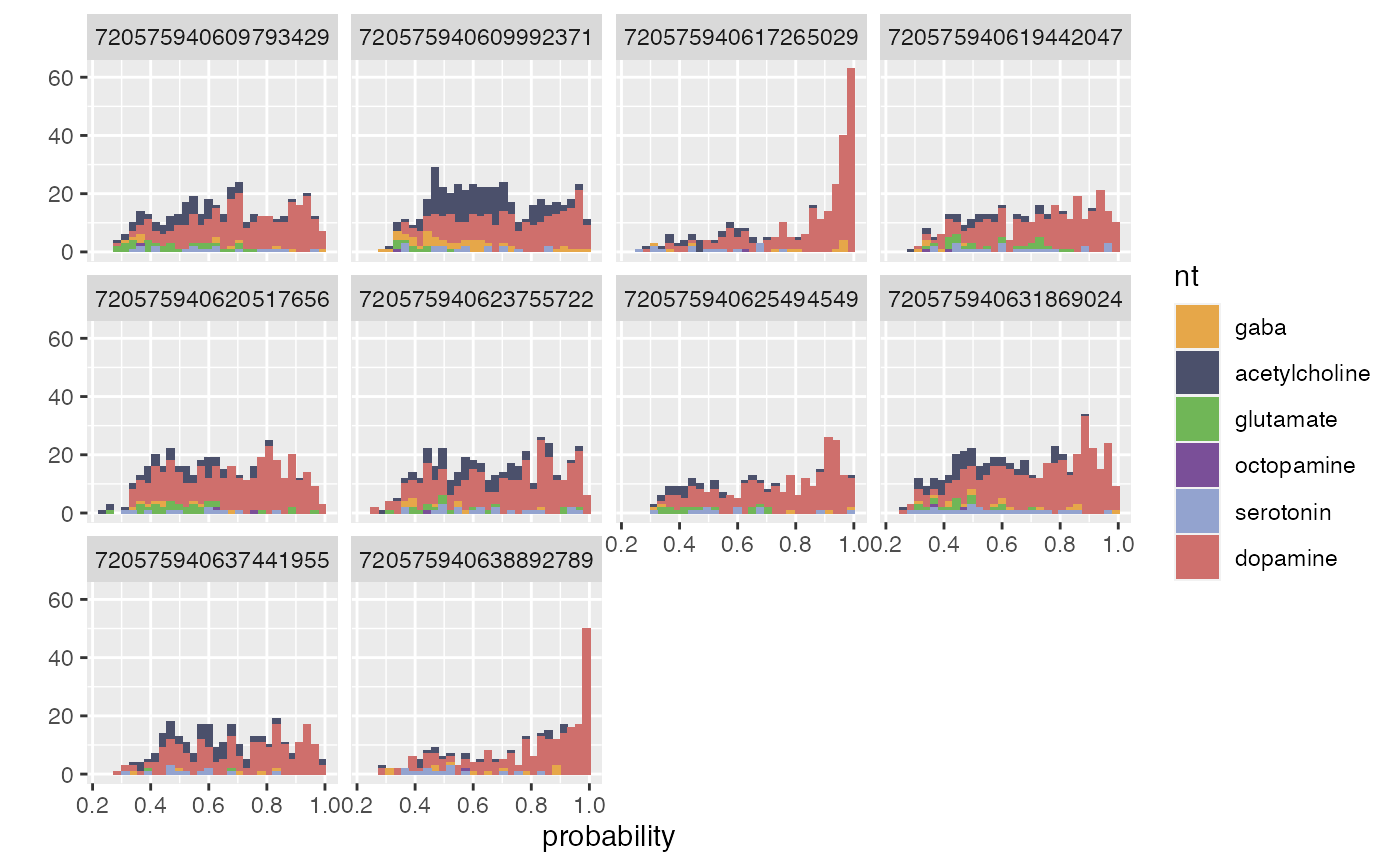 720575940609793429 720575940609992371 720575940617265029 720575940619442047
60
40
20
0
720575940620517656 720575940623755722 720575940625494549 720575940631869024
60
40
20
0
0.2 0.4 0.6 0.8 1.0 0.2 0.4 0.6 0.8 1.0
720575940637441955 720575940638892789
60
40
20
0
0.2 0.4 0.6 0.8 1.0 0.2 0.4 0.6 0.8 1.0
probability
nt
gaba
acetylcholine
glutamate
octopamine
serotonin
dopamine